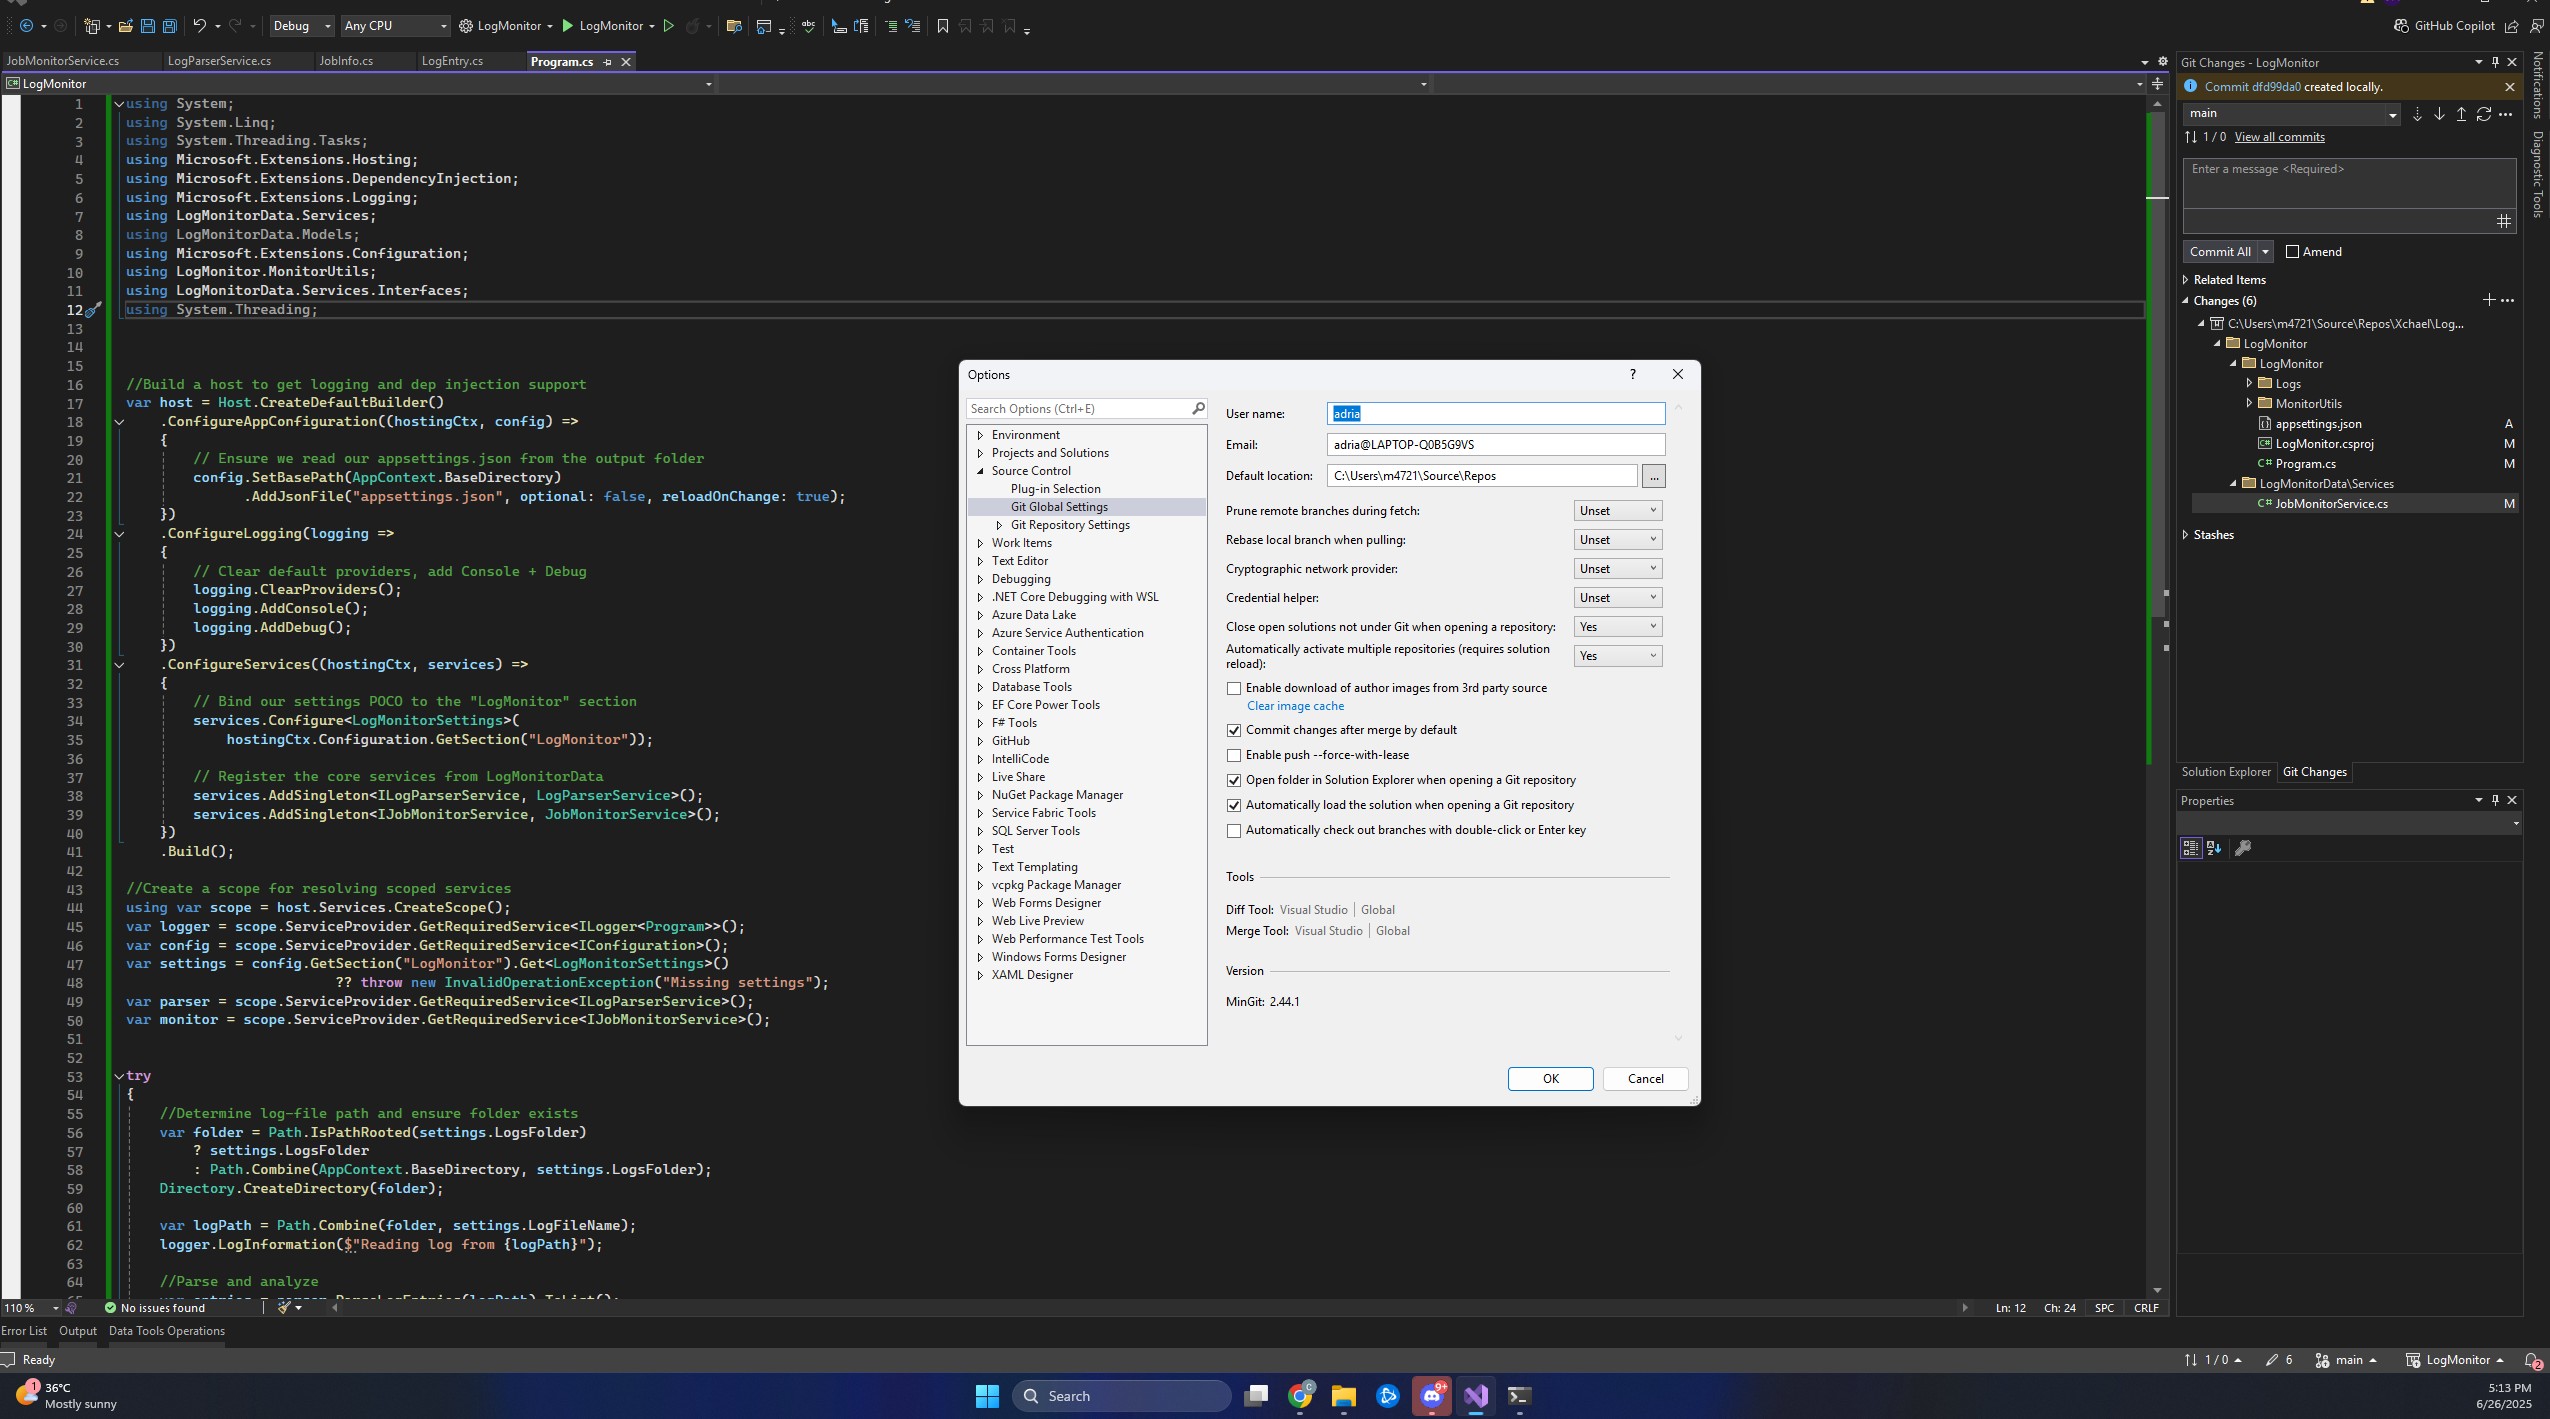 Debug
Any CPU
LogMonitor
LogMonitor
GitHub Copilot
JobMonitorService.cs
LogParserService.cs
JobInfo.cs
LogEntry.cs
Program.cs
LogMonitor
1 using System;
2 using System.Linq;
3 using System.Threading.Tasks;
4 using Microsoft.Extensions.Hosting;
5 using Microsoft.Extensions.DependencyInjection;
6 using Microsoft.Extensions.Logging;
7 using LogMonitorData.Services;
8 using LogMonitorData.Models;
9 using Microsoft.Extensions.Configuration;
10 using LogMonitor.MonitorUtils;
11 using LogMonitorData.Services.Interfaces;
12 using System.Threading;
13
14
15
16 //Build a host to get logging and dep injection support
17 var host = Host.CreateDefaultBuilder()
18 .ConfigureAppConfiguration((hostingCtx, config) =>
19 {
20 // Ensure we read our appsettings.json from the output folder
21 config.SetBasePath(AppContext.BaseDirectory)
22 .AddJsonFile("appsettings.json", optional: false, reloadOnChange: true);
23 })
24 .ConfigureLogging(logging =>
25 {
26 // Clear default providers, add Console + Debug
27 logging.ClearProviders();
28 logging.AddConsole();
29 logging.AddDebug();
30 })
31 .ConfigureServices((hostingCtx, services) =>
32 {
33 // Bind our settings POCO to the "LogMonitor" section
34 services.Configure<LogMonitorSettings>(
35 hostingCtx.Configuration.GetSection("LogMonitor"));
36
37 // Register the core services from LogMonitorData
38 services.AddSingleton<ILogParserService, LogParserService>();
39 services.AddSingleton<IJobMonitorService, JobMonitorService>();
40 })
41 .Build();
42
43 //Create a scope for resolving scoped services
44 using var scope = host.Services.CreateScope();
45 var logger = scope.ServiceProvider.GetRequiredService<ILogger<Program>>();
46 var config = scope.ServiceProvider.GetRequiredService<IConfiguration>();
47 var settings = config.GetSection("LogMonitor").Get<LogMonitorSettings>()
48 ?? throw new InvalidOperationException("Missing settings");
49 var parser = scope.ServiceProvider.GetRequiredService<ILogParserService>();
50 var monitor = scope.ServiceProvider.GetRequiredService<IJobMonitorService>();
51
52
53 try
54 {
55 //Determine log-file path and ensure folder exists
56 var folder = Path.IsPathRooted(settings.LogsFolder)
57 ? settings.LogsFolder
58 : Path.Combine(AppContext.BaseDirectory, settings.LogsFolder);
59 Directory.CreateDirectory(folder);
60
61 var logPath = Path.Combine(folder, settings.LogFileName);
62 logger.LogInformation($"Reading log from {logPath}");
63
64 //Parse and analyze
110 %
No issues found
Ln: 12
Ch: 24
SPC
CRLF
Error List
Output
Data Tools Operations
Ready
Options
?
Search Options (Ctrl+E)
Environment
Projects and Solutions
Source Control
Plug-in Selection
Git Global Settings
Git Repository Settings
Work Items
Text Editor
Debugging
.NET Core Debugging with WSL
Azure Data Lake
Azure Service Authentication
Container Tools
Cross Platform
Database Tools
EF Core Power Tools
F# Tools
GitHub
IntelliCode
Live Share
NuGet Package Manager
Service Fabric Tools
SQL Server Tools
Test
Text Templating
vcpkg Package Manager
Web Forms Designer
Web Live Preview
Web Performance Test Tools
Windows Forms Designer
XAML Designer
User name: adria
Email: adria@LAPTOP-Q0B5G9VS
Default location: C:\Users\m4721\Source\Repos ...
Prune remote branches during fetch: Unset
Rebase local branch when pulling: Unset
Cryptographic network provider: Unset
Credential helper: Unset
Close open solutions not under Git when opening a repository: Yes
Automatically activate multiple repositories (requires solution
reload): Yes
Enable download of author images from 3rd party source
Clear image cache
Commit changes after merge by default
Enable push --force-with-lease
Open folder in Solution Explorer when opening a Git repository
Automatically load the solution when opening a Git repository
Automatically check out branches with double-click or Enter key
Tools
Diff Tool: Visual Studio | Global
Merge Tool: Visual Studio | Global
Version
MinGit: 2.44.1
OK
Cancel
Git Changes - LogMonitor
Commit dfd99da0 created locally.
main
1 / 0 View all commits
Enter a message <Required>
Commit All
Amend
Related Items
Changes (6)
C:\Users\m4721\Source\Repos\Xchael\Log...
LogMonitor
LogMonitor
Logs
MonitorUtils
appsettings.json A
LogMonitor.csproj M
Program.cs M
LogMonitorData\Services
JobMonitorService.cs M
Stashes
Solution Explorer
Git Changes
Properties
Notifications
Diagnostic Tools
1 / 0
6
main
LogMonitor
2
1
36°C
Mostly sunny
Search
9+
5:13 PM
6/26/2025